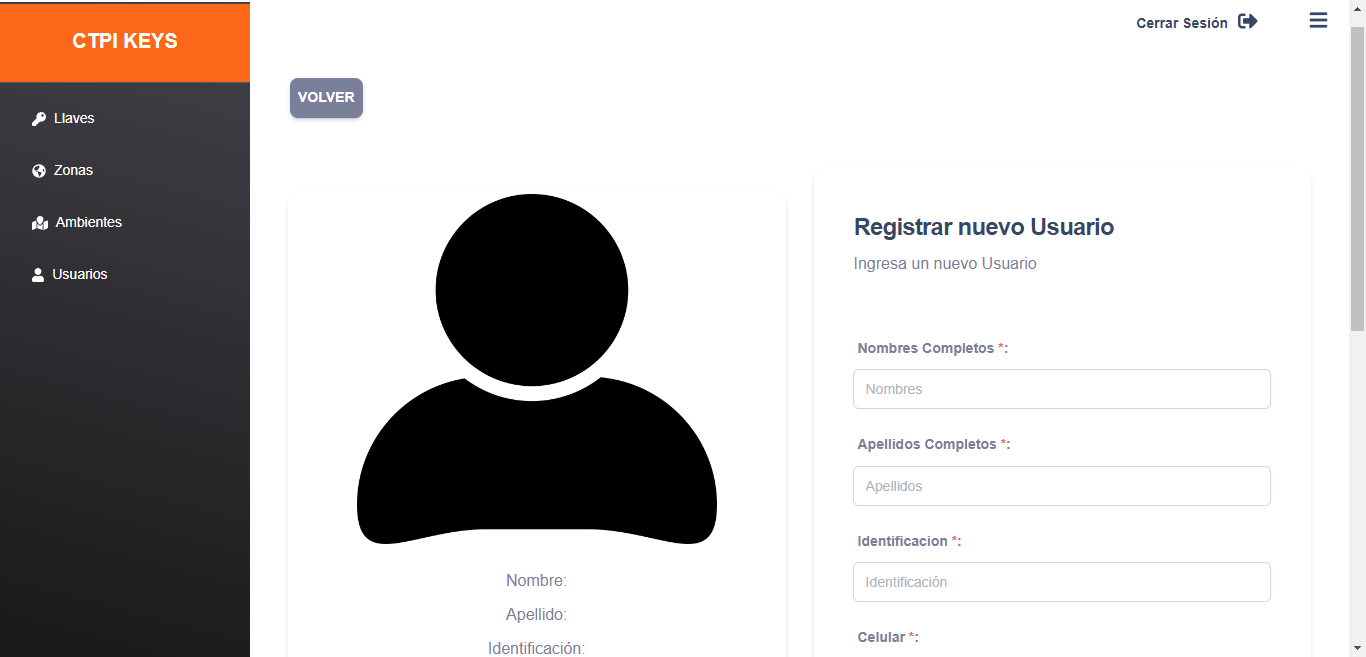 CTPI KEYS
Llaves
Zonas
Ambientes
Usuarios
Cerrar Sesión
VOLVER
Nombre:
Apellido:
Identificación:
Registrar nuevo Usuario
Ingresa un nuevo Usuario
Nombres Completos *:
Nombres
Apellidos Completos *:
Apellidos
Identificacion *:
Identificación
Celular *: